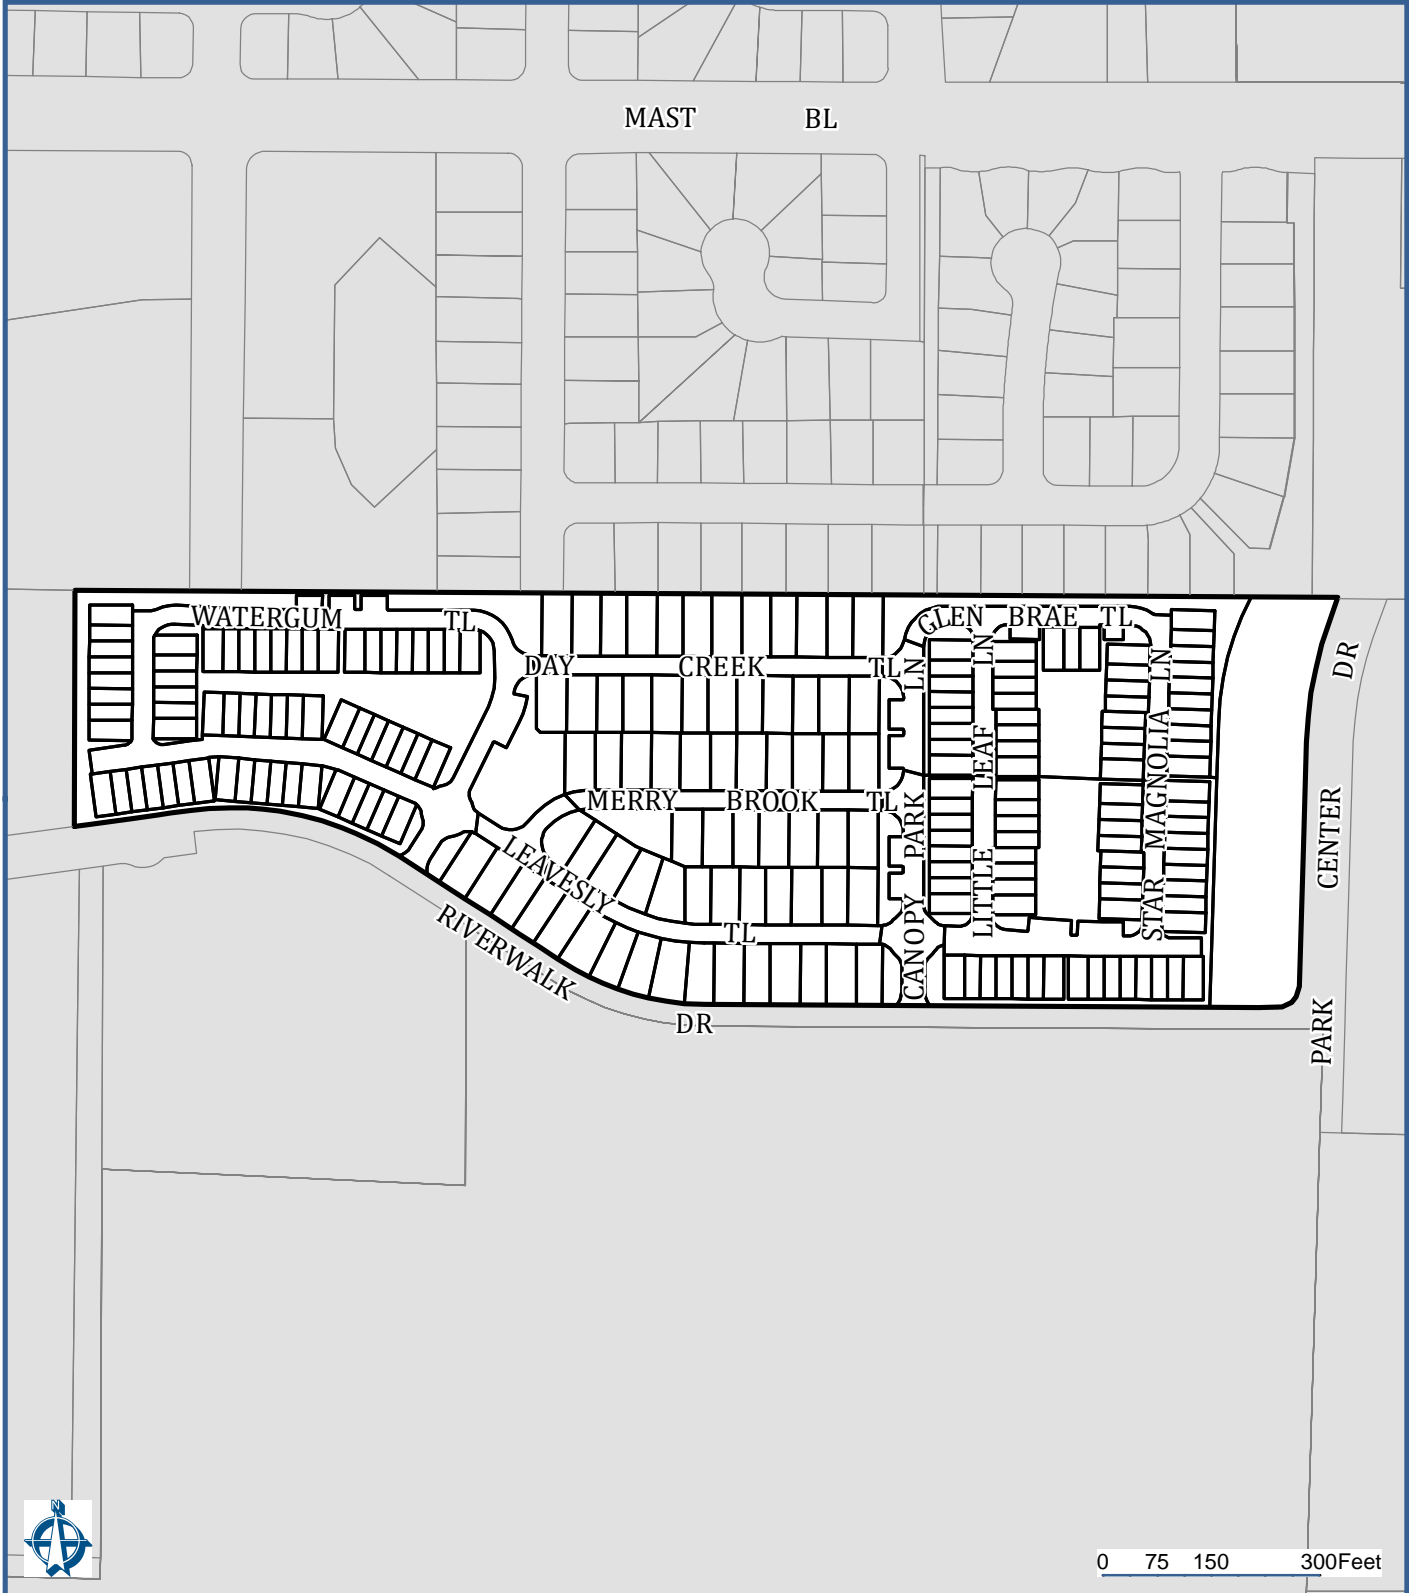 MAST BL
WATERGUM TL
GLEN BRAE TL
DAY CREEK TL
LN
LN
LN
DR
MERRY BROOK TL
CANOPY PARK
LITTLE LEAF
STAR MAGNOLIA
CENTER
LEAVESLY TL
RIVERWALK DR
PARK
N
0 75 150 300Feet